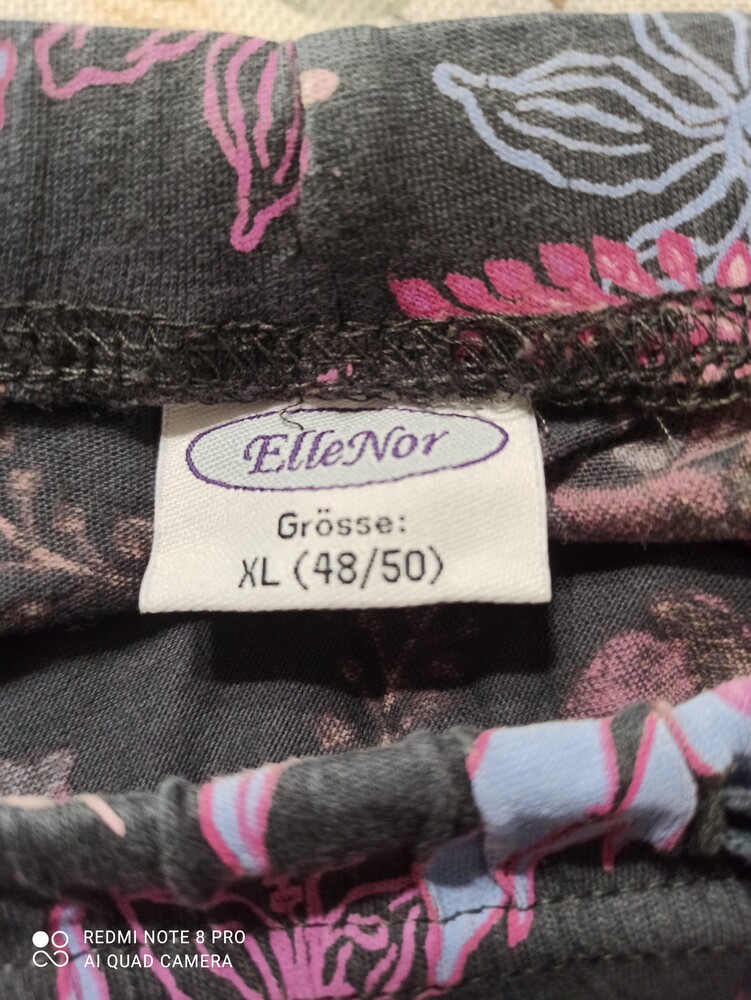 ElleNor
Grösse:
XL (48/50)
REDMI NOTE 8 PRO
AI QUAD CAMERA